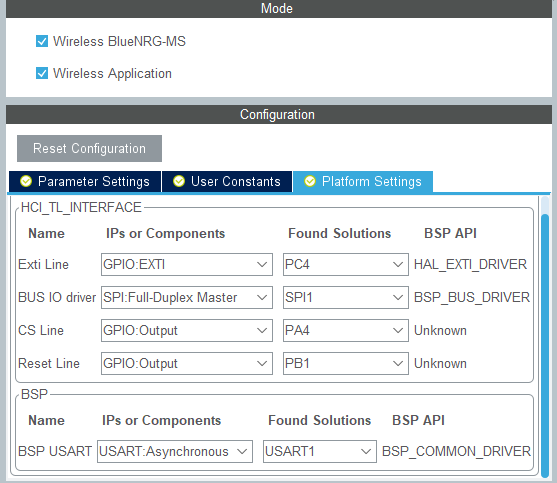 Mode
Wireless BlueNRG-MS
Wireless Application
Configuration
Reset Configuration
Parameter Settings User Constants Platform Settings
HCI_TL_INTERFACE
Name IPs or Components Found Solutions BSP API
Exti Line GPIO:EXTI PC4 HAL_EXTI_DRIVER
BUS IO driver SPI:Full-Duplex Master SPI1 BSP_BUS_DRIVER
CS Line GPIO:Output PA4 Unknown
Reset Line GPIO:Output PB1 Unknown
BSP
Name IPs or Components Found Solutions BSP API
BSP USART USART:Asynchronous USART1 BSP_COMMON_DRIVER